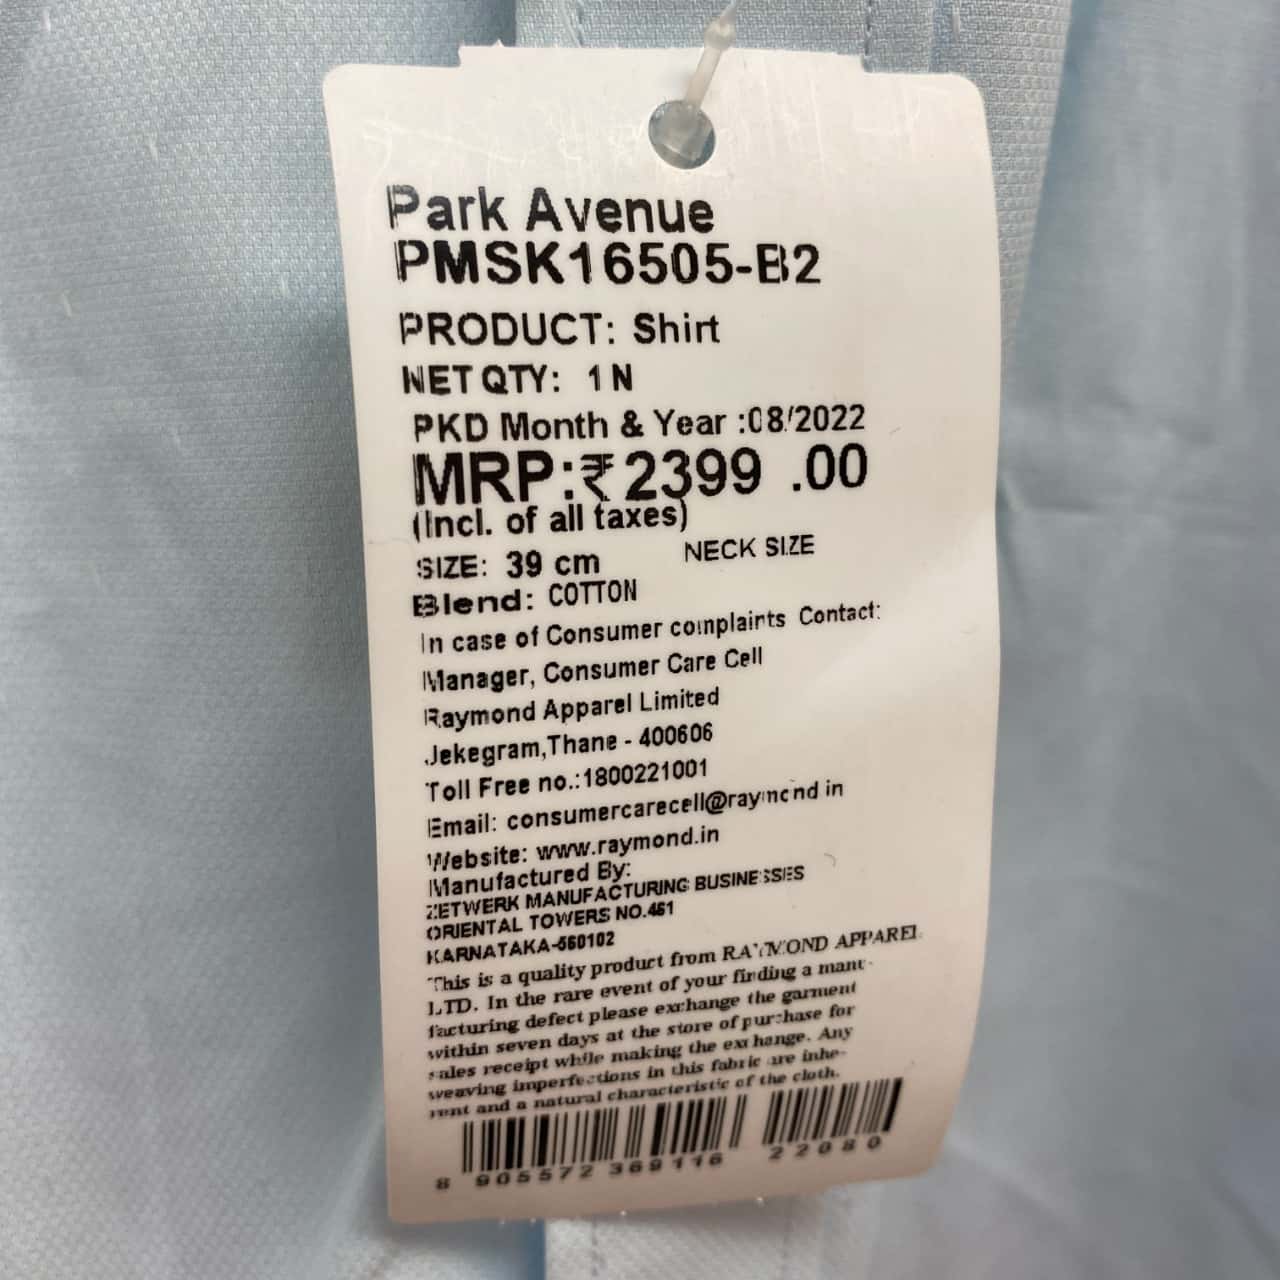 Park Avenue
PMSK16505-B2
PRODUCT: Shirt
NET QTY: 1 N
PKD Month & Year :08/2022
MRP:₹2399 .00
(Incl. of all taxes)
SIZE: 39 cm NECK SIZE
Blend: COTTON
In case of Consumer complaints Contact:
Manager, Consumer Care Cell
Raymond Apparel Limited
Jekegram,Thane - 400606
Toll Free no.:1800221001
Email: consumercarecell@raymond in
Website: www.raymond.in
Manufactured By:
ZETWERK MANUFACTURING BUSINESSES
ORIENTAL TOWERS NO.461
KARNATAKA-560102
This is a quality product from RAYMOND APPAREL
LTD. In the rare event of your finding a manu-
facturing defect please exchange the garment
within seven days at the store of purchase for
sales receipt while making the exchange. Any
weaving imperfections in this fabric are inhe-
rent and a natural characteristic of the cloth.
8 905572 369116 22080